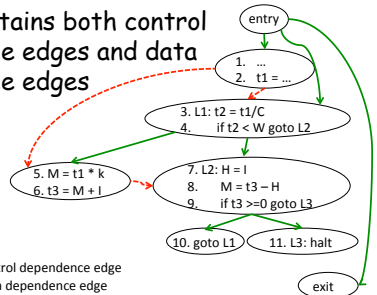 tains both control
e edges and data
e edges
entry
1. ...
2. t1 = ...
3. L1: t2 = t1/C
4. if t2 < W goto L2
5. M = t1 * k
6. t3 = M + I
7. L2: H = I
8. M = t3 – H
9. if t3 >=0 goto L3
10. goto L1
11. L3: halt
trol dependence edge
dependence edge
exit